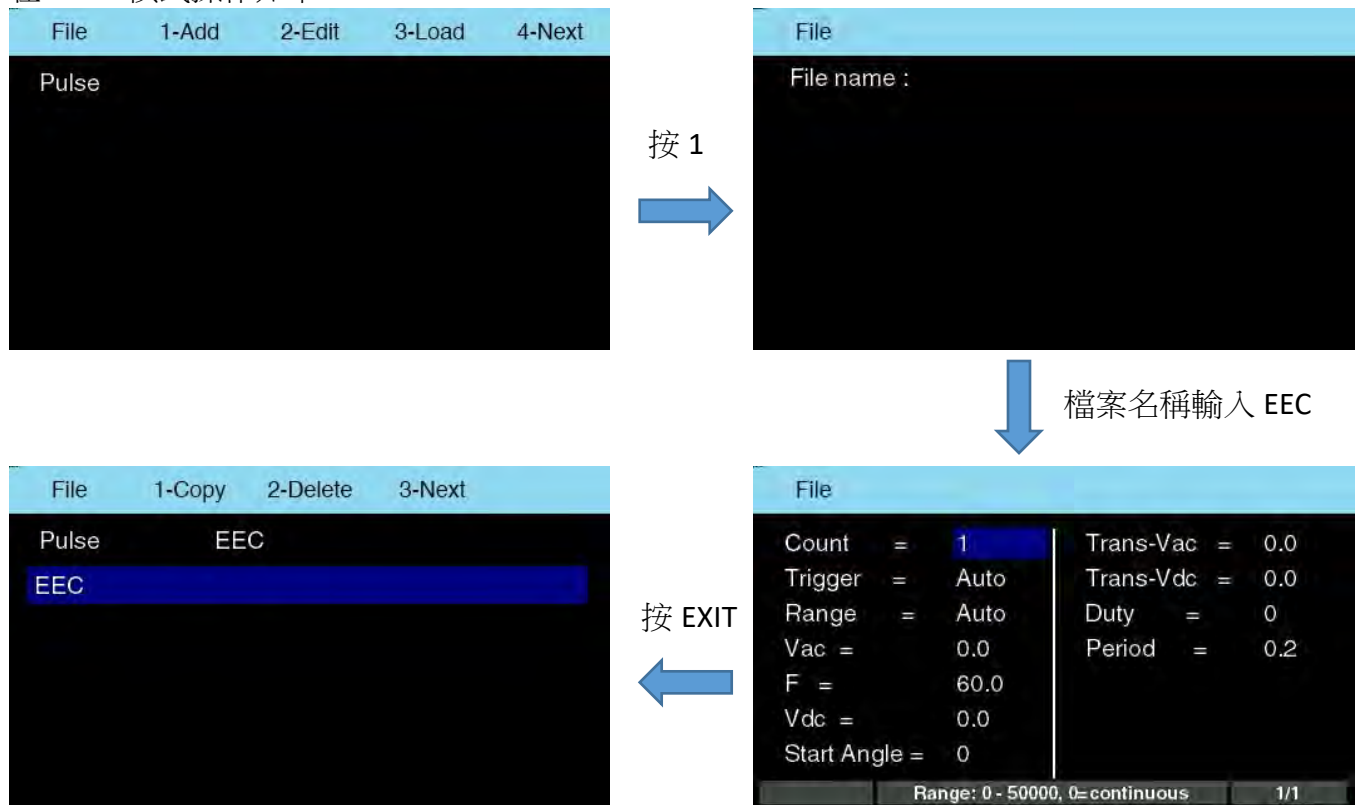 File 1-Add 2-Edit 3-Load 4-Next
Pulse
按 1
File
File name :
檔案名稱輸入 EEC
File
Count = 1 Trans-Vac = 0.0
Trigger = Auto Trans-Vdc = 0.0
Range = Auto Duty = 0
Vac = 0.0 Period = 0.2
F = 60.0
Vdc = 0.0
Start Angle = 0
Range: 0 - 50000, 0=continuous 1/1
按 EXIT
File 1-Copy 2-Delete 3-Next
Pulse EEC
EEC